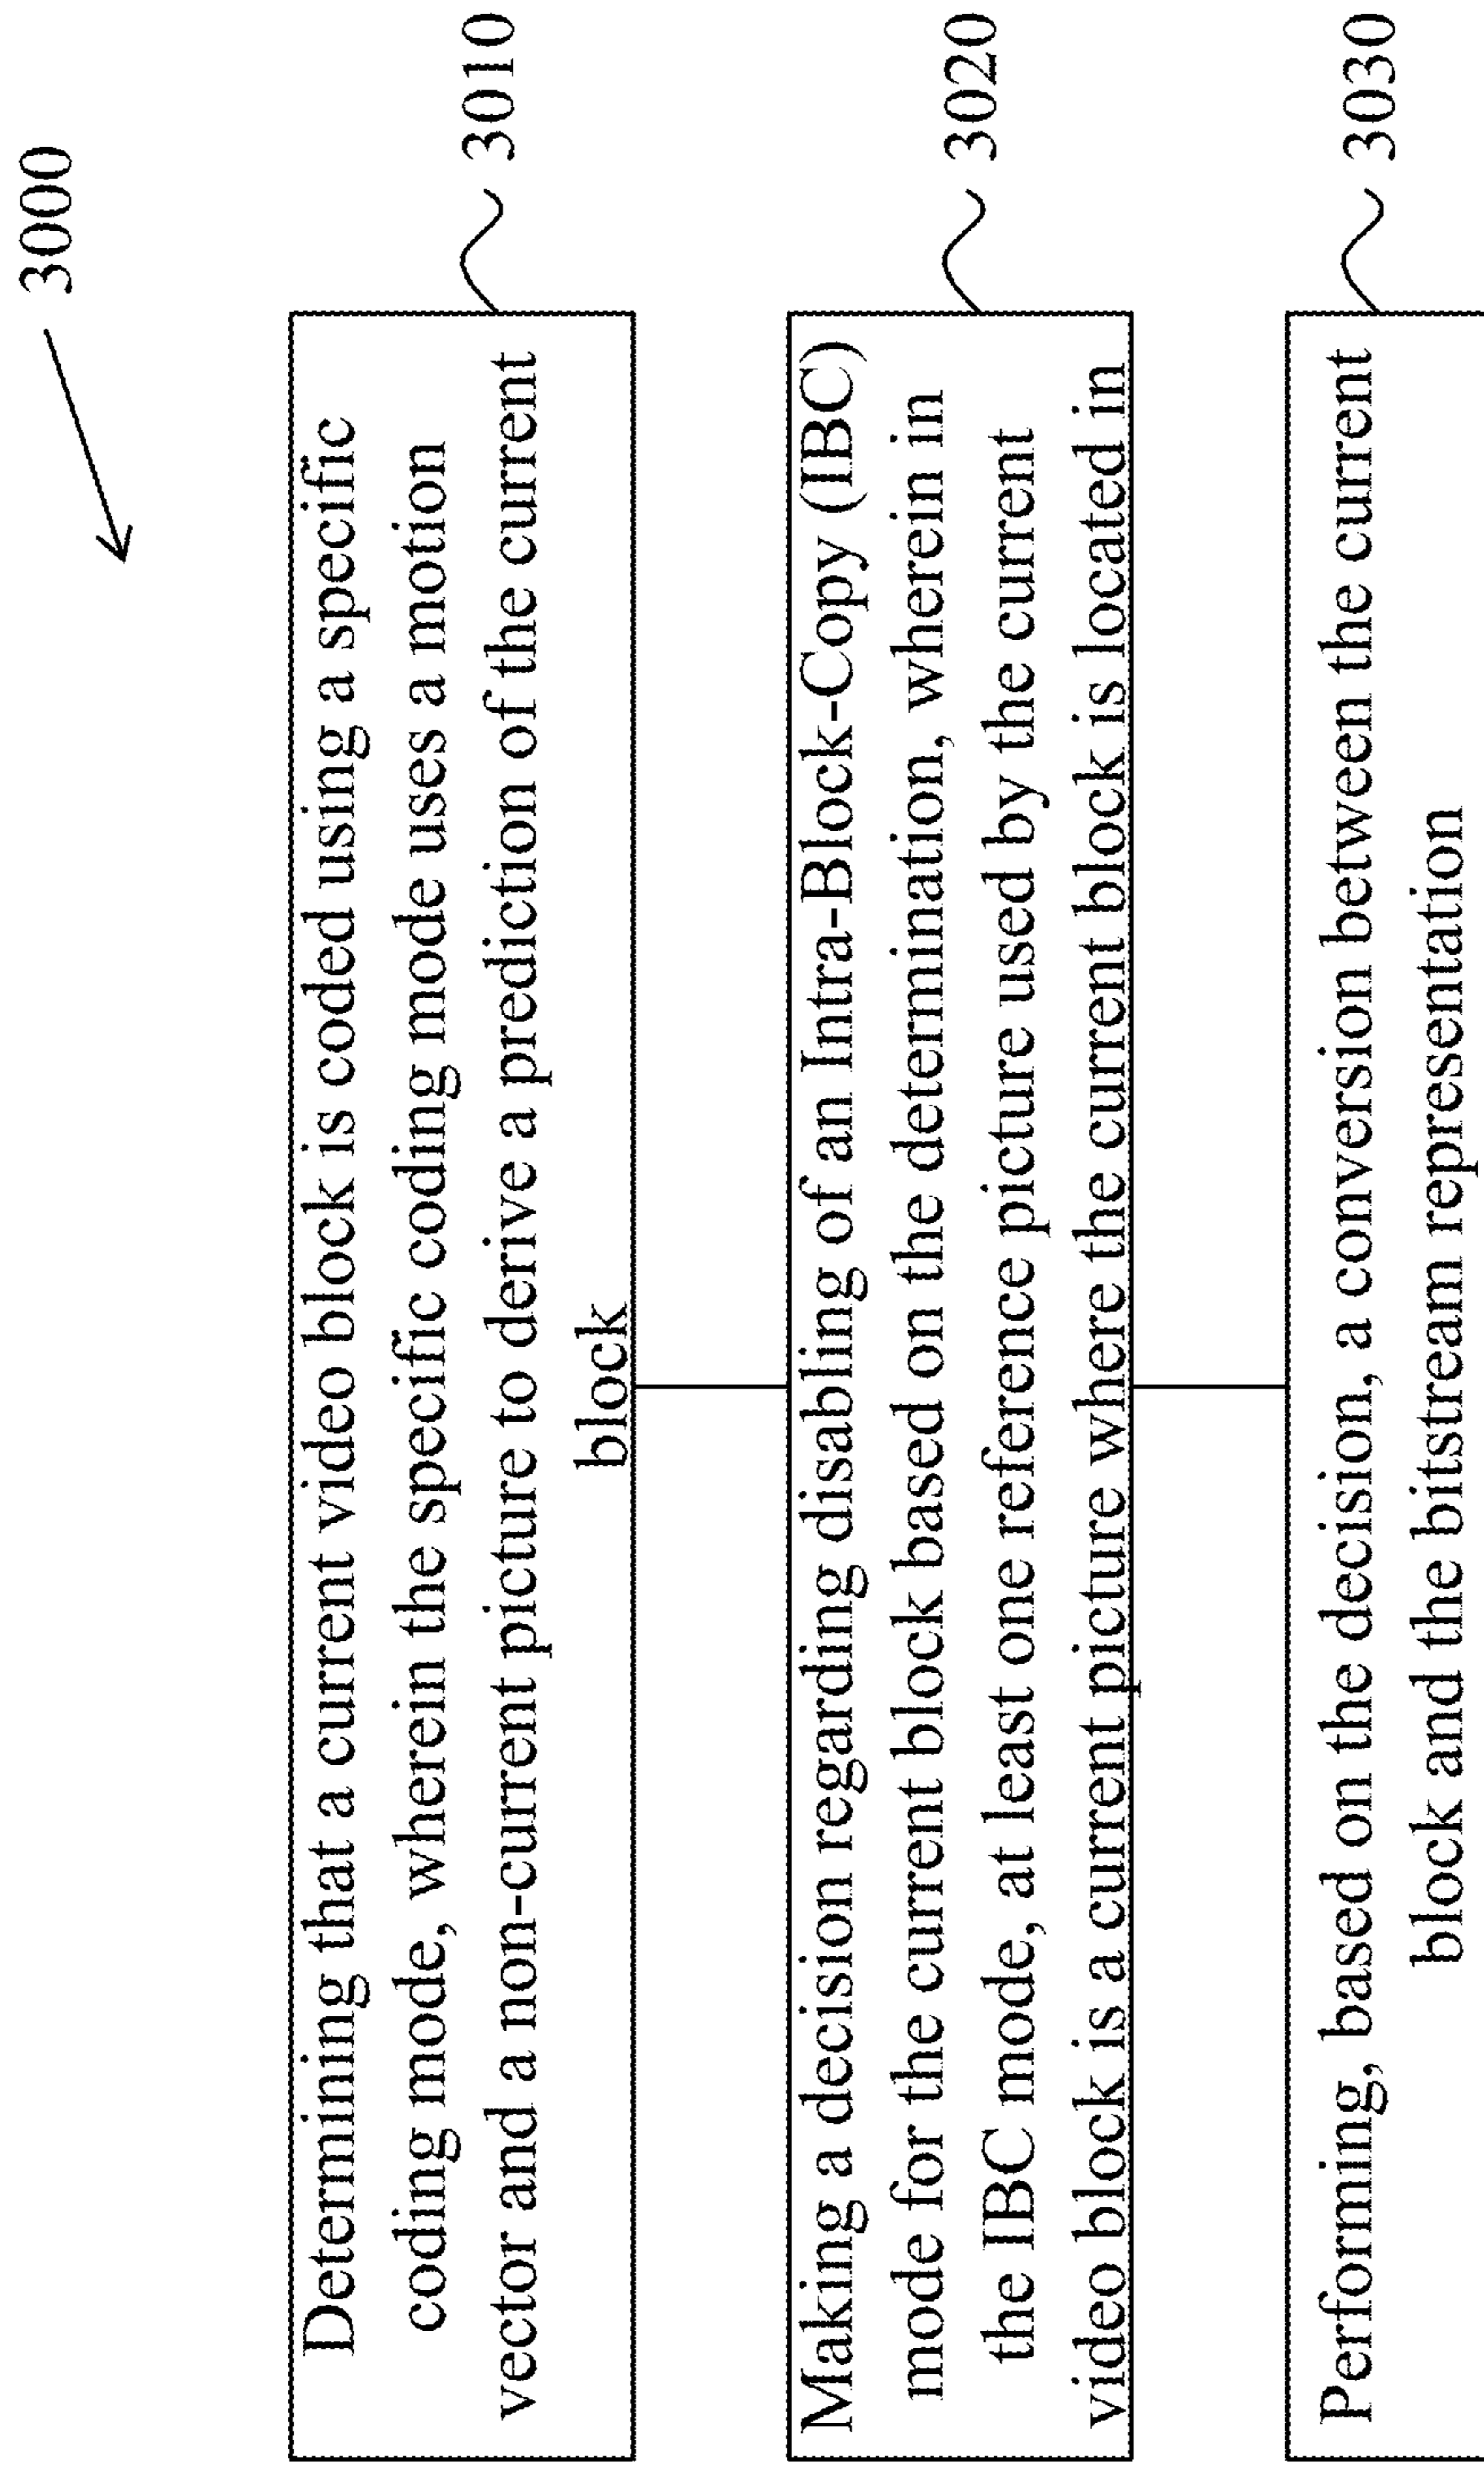 3000
Determining that a current video block is coded using a specific
coding mode, wherein the specific coding mode uses a motion
vector and a non-current picture to derive a prediction of the current
block
3010
Making a decision regarding disabling of an Intra-Block-Copy (IBC)
mode for the current block based on the determination, wherein in
the IBC mode, at least one reference picture used by the current
video block is a current picture where the current block is located in
3020
Performing, based on the decision, a conversion between the current
block and the bitstream representation
3030